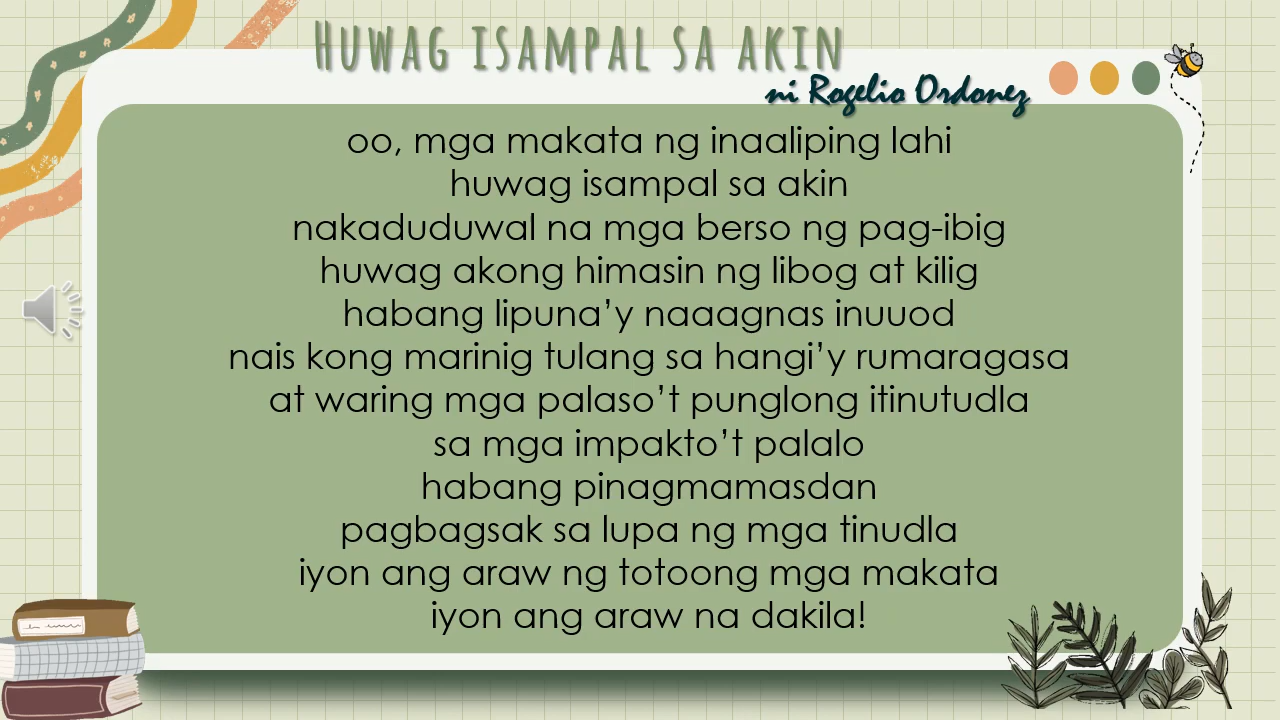 Huwag isampal sa akin
ni Rogelio Ordonez
oo, mga makata ng inaaliping lahi
huwag isampal sa akin
nakaduduwal na mga berso ng pag-ibig
huwag akong himasin ng libog at kilig
habang lipuna’y naaagnas inuuod
nais kong marinig tulang sa hangi’y rumaragasa
at waring mga palaso’t punglong itinutudla
sa mga impakto’t palalo
habang pinagmamasdan
pagbagsak sa lupa ng mga tinudla
iyon ang araw ng totoong mga makata
iyon ang araw na dakila!